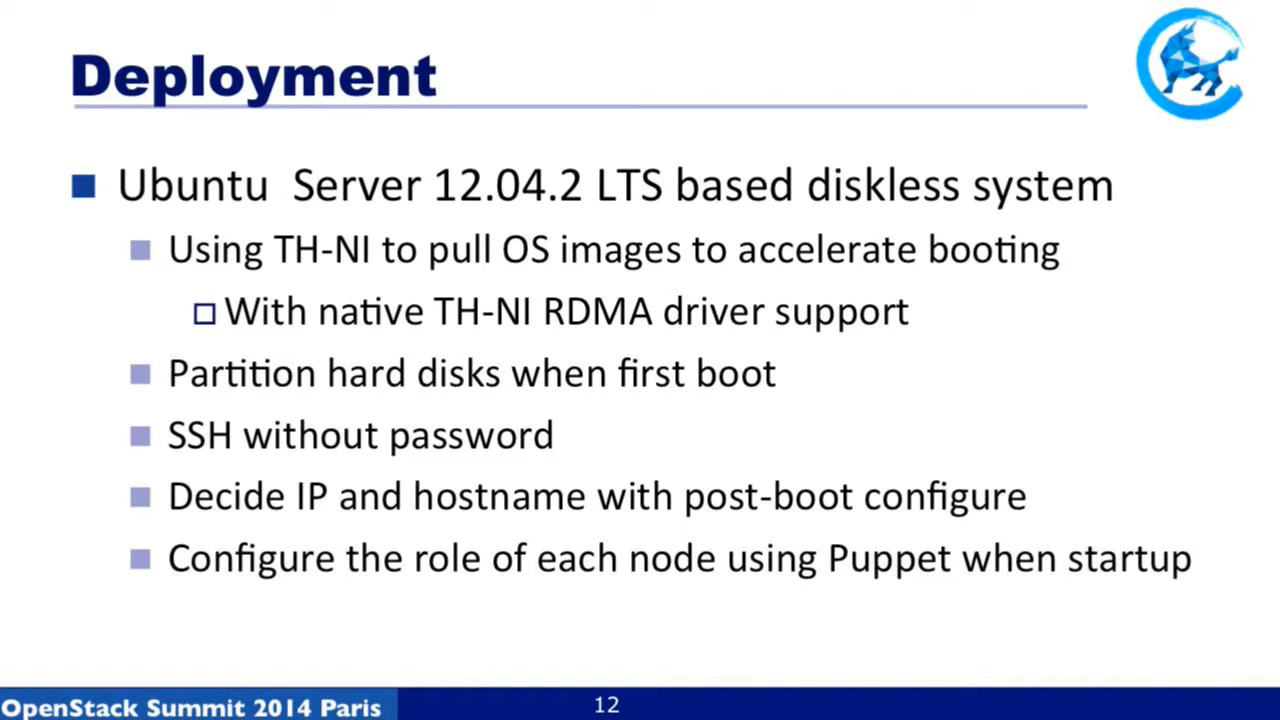 Deployment
Ubuntu Server 12.04.2 LTS based diskless system
Using TH-NI to pull OS images to accelerate booting
With native TH-NI RDMA driver support
Partition hard disks when first boot
SSH without password
Decide IP and hostname with post-boot configure
Configure the role of each node using Puppet when startup
OpenStack Summit 2014 Paris
12